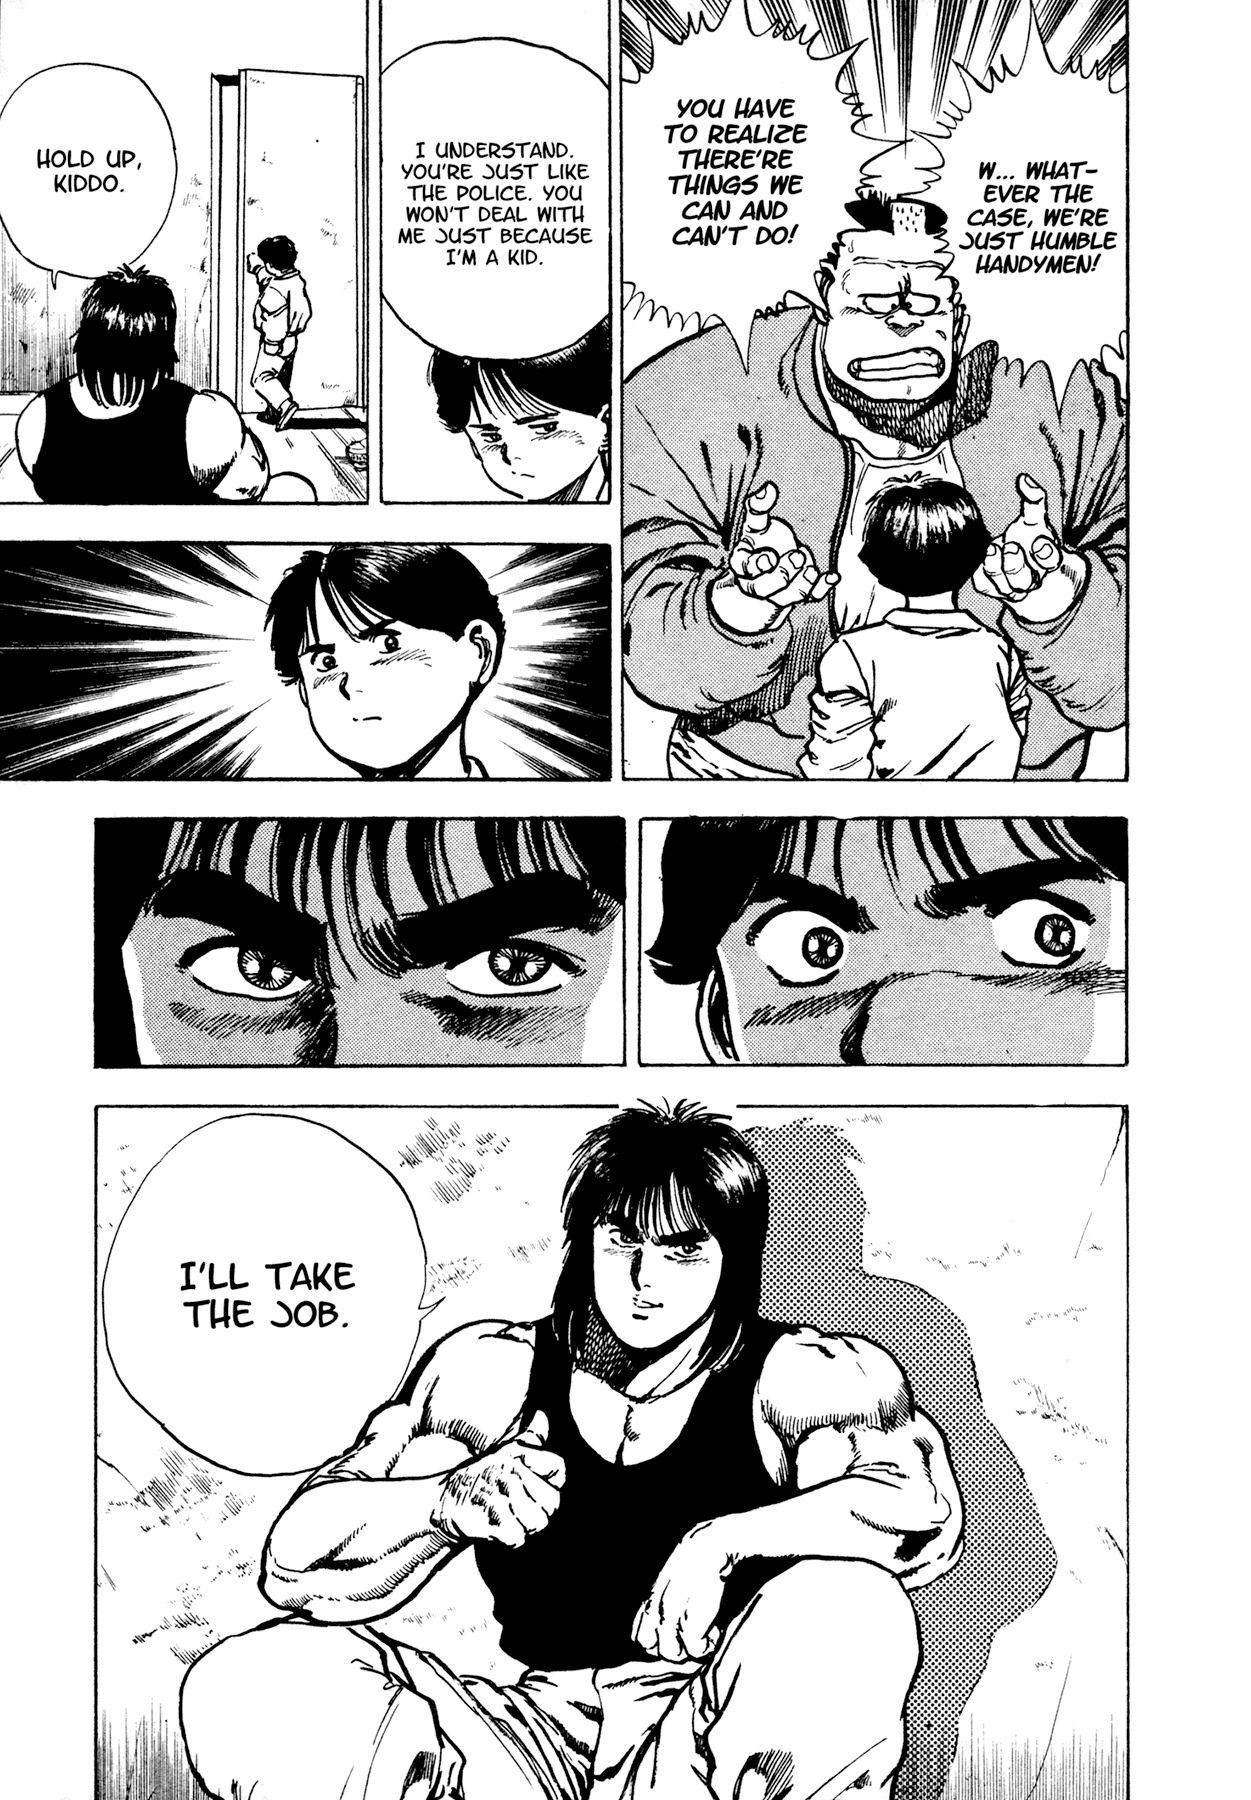 W... WHAT-
EVER THE
CASE, WE'RE
JUST HUMBLE
HANDYMEN!
YOU HAVE
TO REALIZE
THERE'RE
THINGS WE
CAN AND
CAN'T DO!
I UNDERSTAND.
YOU'RE JUST LIKE
THE POLICE. YOU
WON'T DEAL WITH
ME JUST BECAUSE
I'M A KID.
HOLD UP,
KIDDO.
I'LL TAKE
THE JOB.